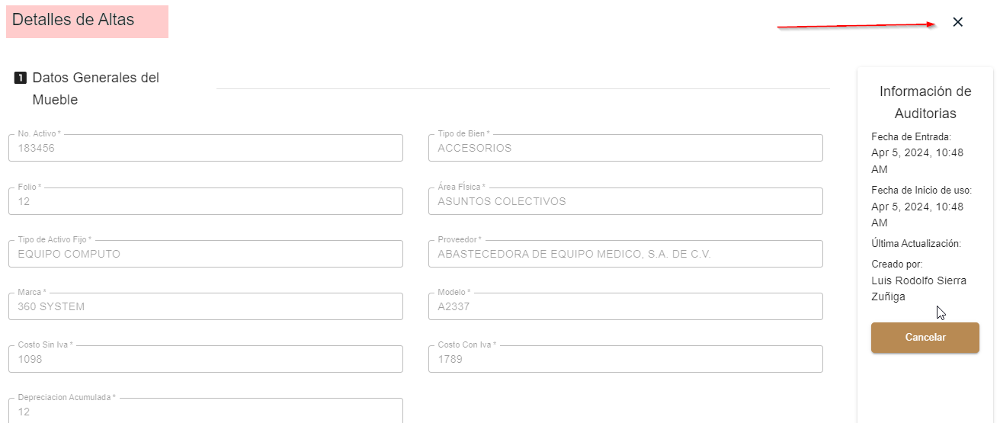 Detalles de Altas
1 Datos Generales del
Mueble
No. Activo *
183456
Tipo de Bien *
ACCESORIOS
Folio *
12
Área FÌsica *
ASUNTOS COLECTIVOS
Tipo de Activo Fijo *
EQUIPO COMPUTO
Proveedor *
ABASTECEDORA DE EQUIPO MEDICO, S.A. DE C.V.
Marca *
360 SYSTEM
Modelo *
A2337
Costo Sin Iva *
1098
Costo Con Iva *
1789
Depreciacion Acumulada *
12
Información de
Auditorias
Fecha de Entrada:
Apr 5, 2024, 10:48
AM
Fecha de Inicio de uso:
Apr 5, 2024, 10:48
AM
Última Actualización:
Creado por:
Luis Rodolfo Sierra
Zuñiga
Cancelar